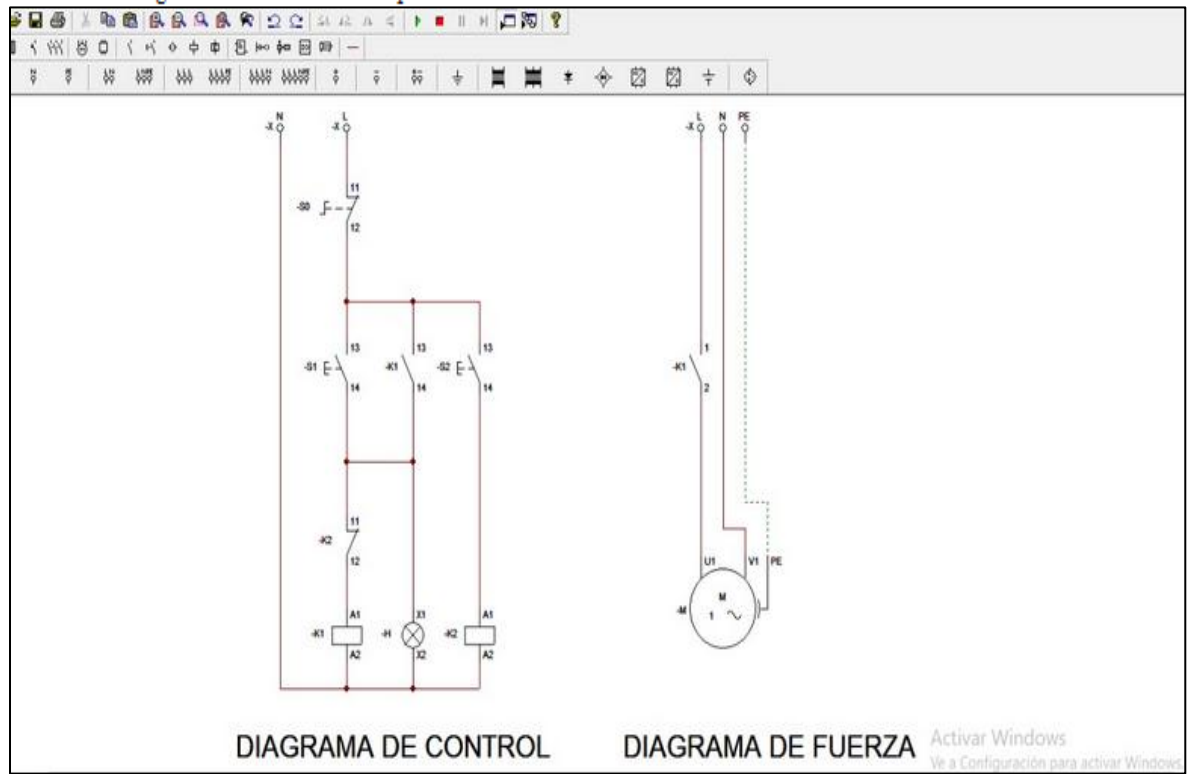 N L L N PE
-X -X -X
11
-S0
12
13 13 13
-S1 -K1 -S2
14 14 14
1
-K1
2
11
-K2
12
U1 V1 PE
M
-M
1
A1 X1 A1
-K1 -H -K2
A2 X2 A2
DIAGRAMA DE CONTROL DIAGRAMA DE FUERZA
Activar Windows
Ve a Configuración para activar Windows.